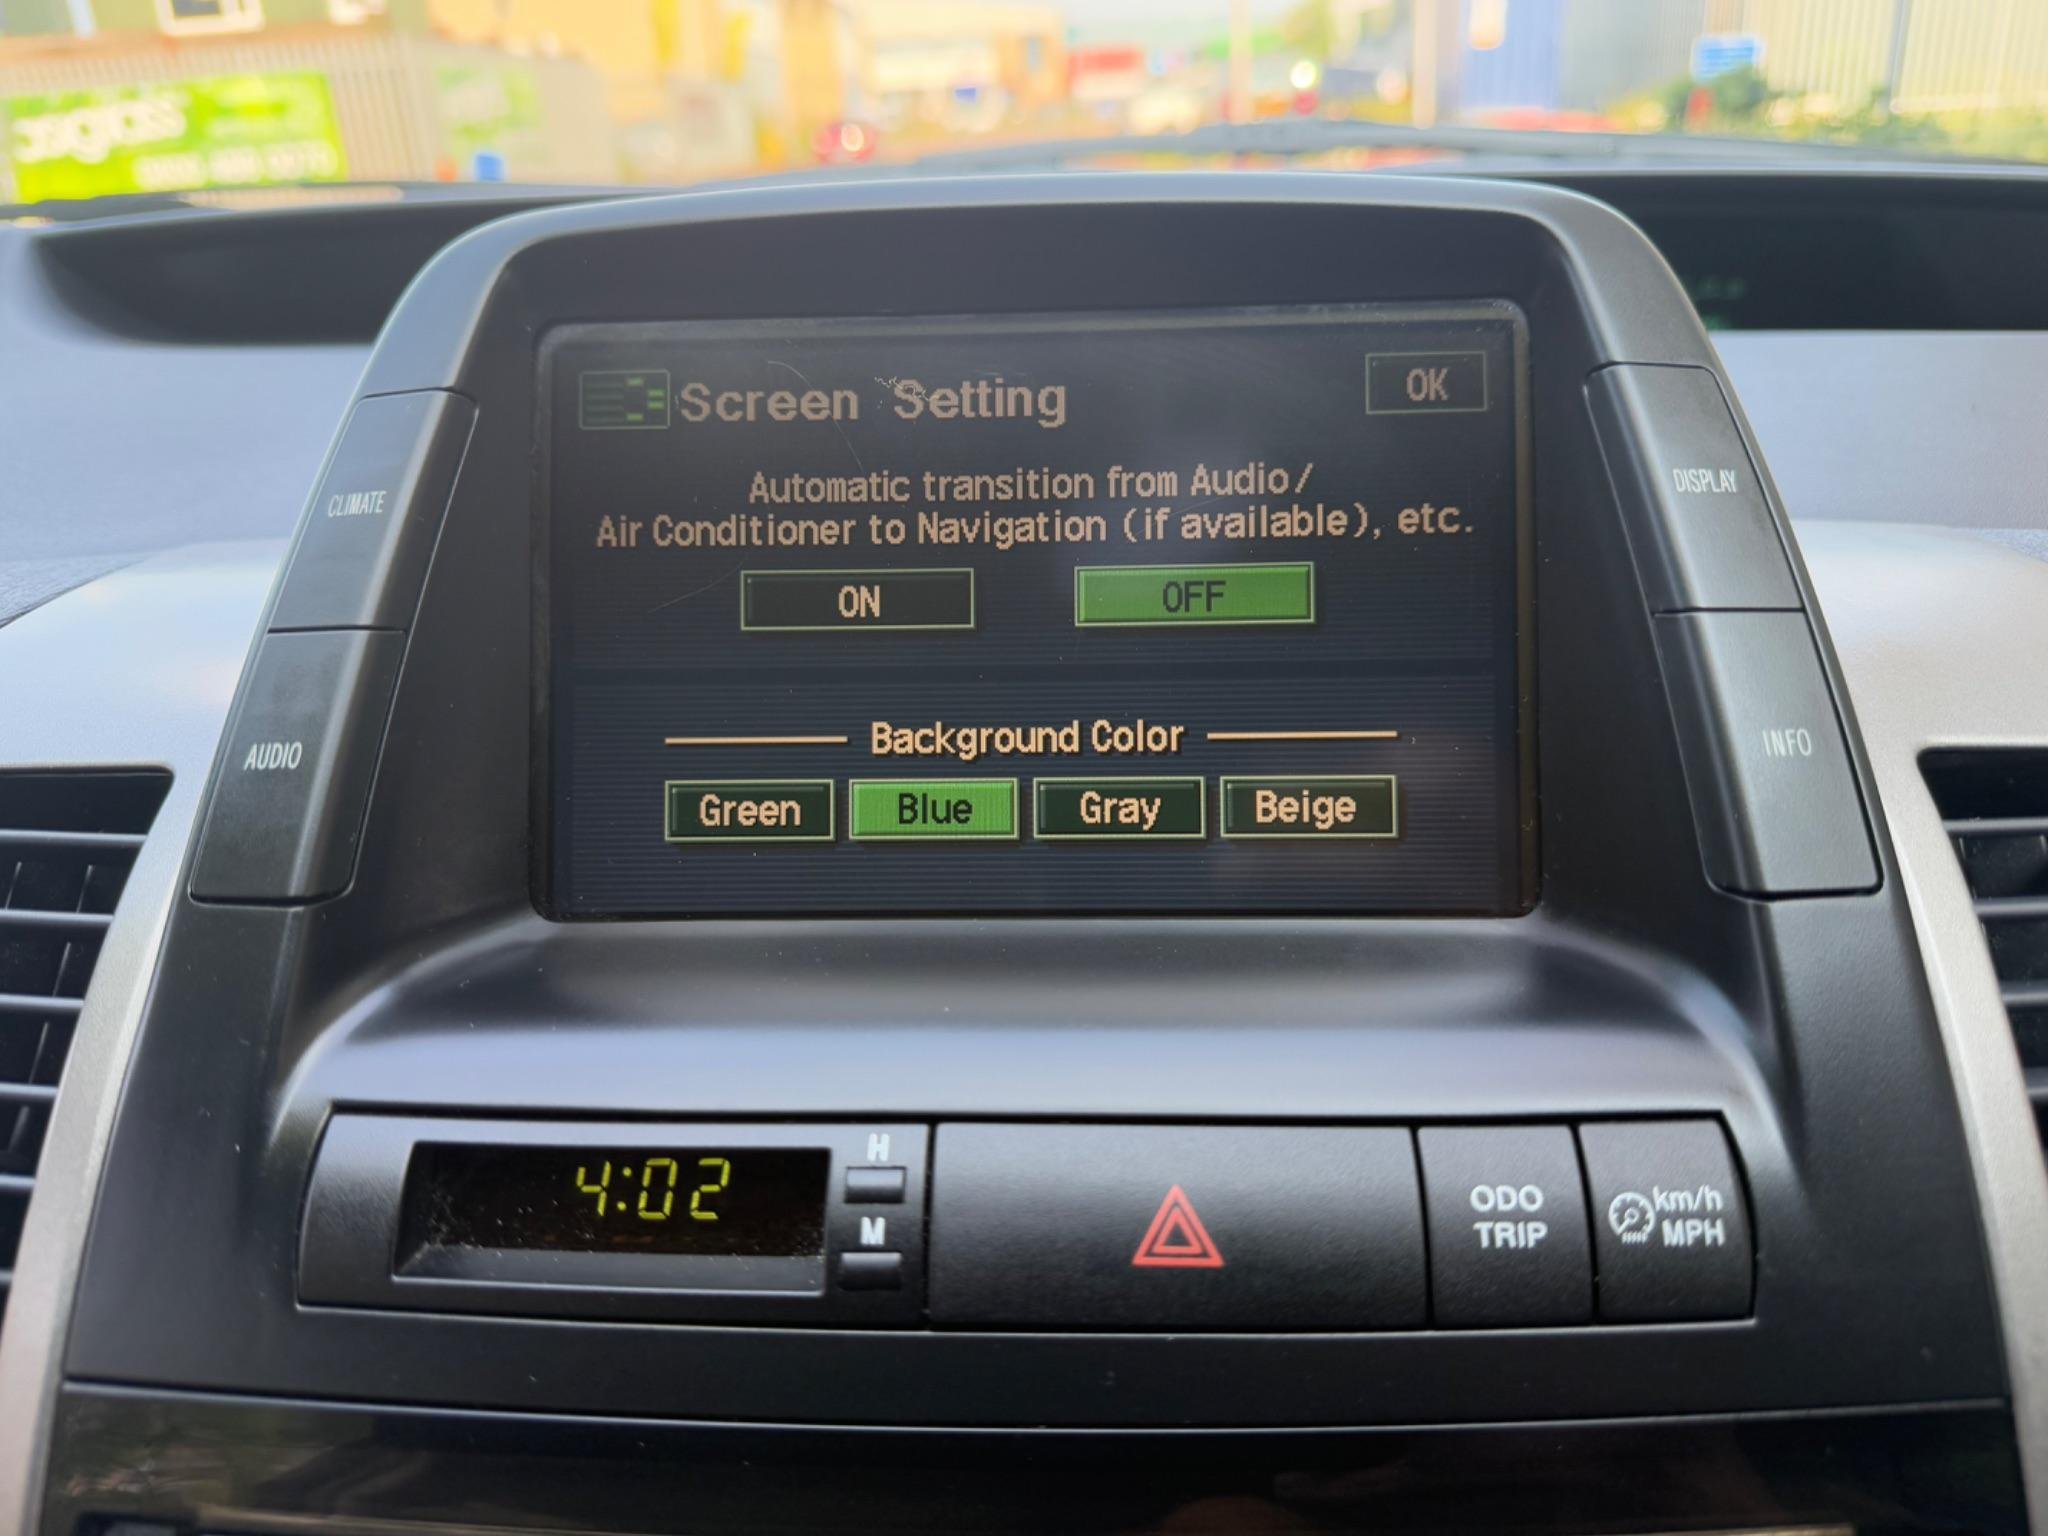 Screen Setting
OK
Automatic transition from Audio/
Air Conditioner to Navigation (if available), etc.
ON
OFF
Background Color
Green
Blue
Gray
Beige
CLIMATE
AUDIO
DISPLAY
INFO
4:02
H
M
ODO
TRIP
km/h
MPH